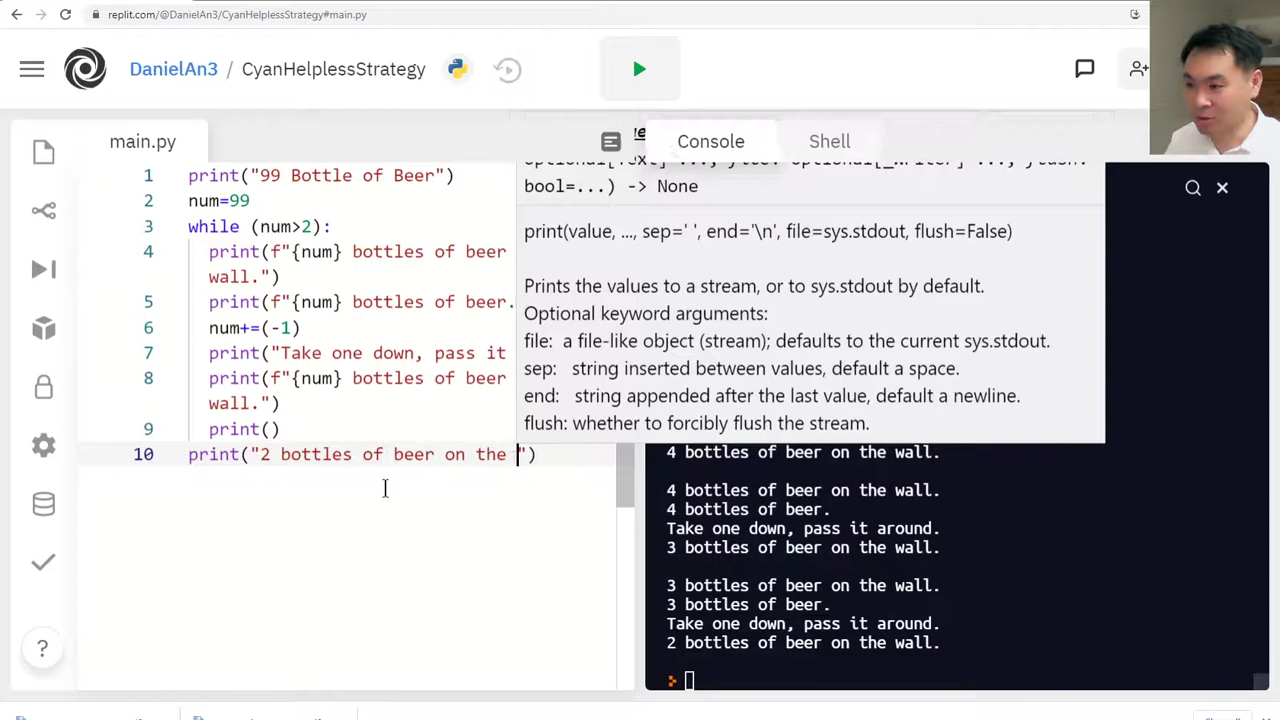 replit.com/@DanielAn3/CyanHelplessStrategy#main.py
DanielAn3 / CyanHelplessStrategy
main.py
Console
Shell
1 print("99 Bottle of Beer")
2 num=99
3 while (num>2):
4 print(f"{num} bottles of beer
wall.")
5 print(f"{num} bottles of beer.
6 num+=(-1)
7 print("Take one down, pass it
8 print(f"{num} bottles of beer
wall.")
9 print()
10 print("2 bottles of beer on the ")
bool=...) -> None
print(value, ..., sep=' ', end='\n', file=sys.stdout, flush=False)
Prints the values to a stream, or to sys.stdout by default.
Optional keyword arguments:
file: a file-like object (stream); defaults to the current sys.stdout.
sep: string inserted between values, default a space.
end: string appended after the last value, default a newline.
flush: whether to forcibly flush the stream.
4 bottles of beer on the wall.
4 bottles of beer on the wall.
4 bottles of beer.
Take one down, pass it around.
3 bottles of beer on the wall.
3 bottles of beer on the wall.
3 bottles of beer.
Take one down, pass it around.
2 bottles of beer on the wall.
?